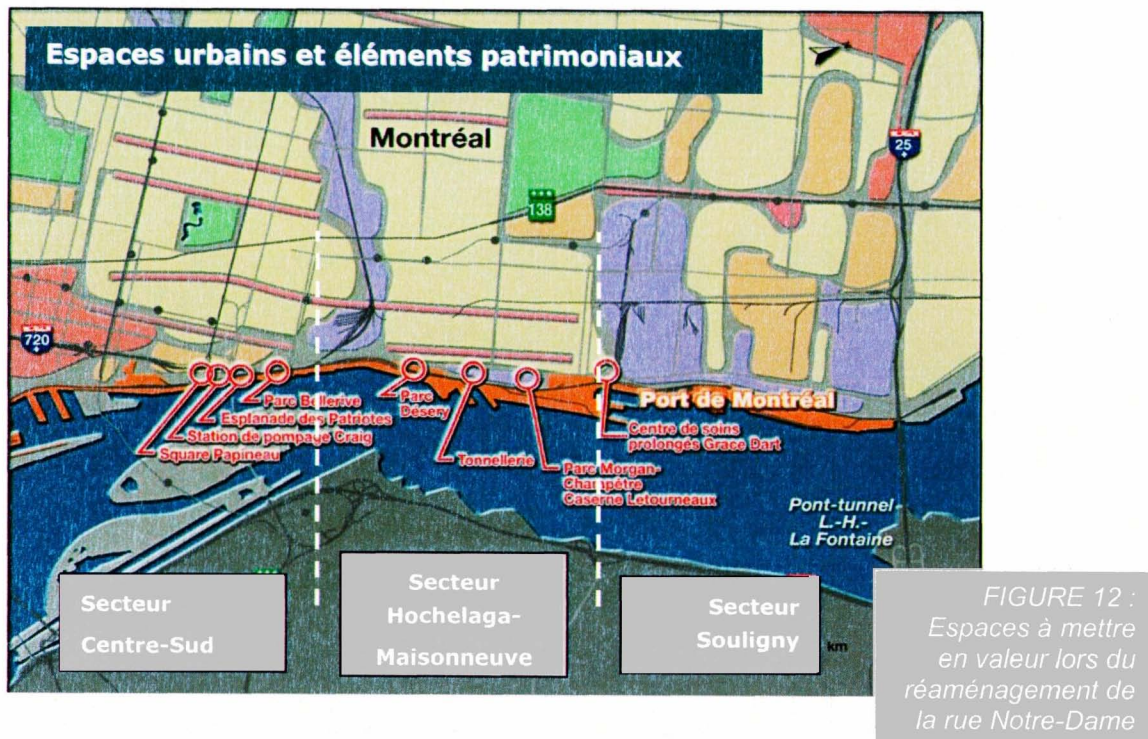 Espaces urbains et éléments patrimoniaux
Montréal
25
138
720
Parc Bellerive
Esplanade des Patriotes
Station de pompage Craig
Square Papineau
Parc
Désery
Tonnellerie
Parc Morgan-
Champêtre
Caserne Letourneaux
Port de Montréal
Centre de soins
prolongés Grace Dart
Pont-tunnel
L.-H.-
La Fontaine
Secteur
Centre-Sud
Secteur
Hochelaga-
Maisonneuve
Secteur
Souligny
km
FIGURE 12 :
Espaces à mettre
en valeur lors du
réaménagement de
la rue Notre-Dame